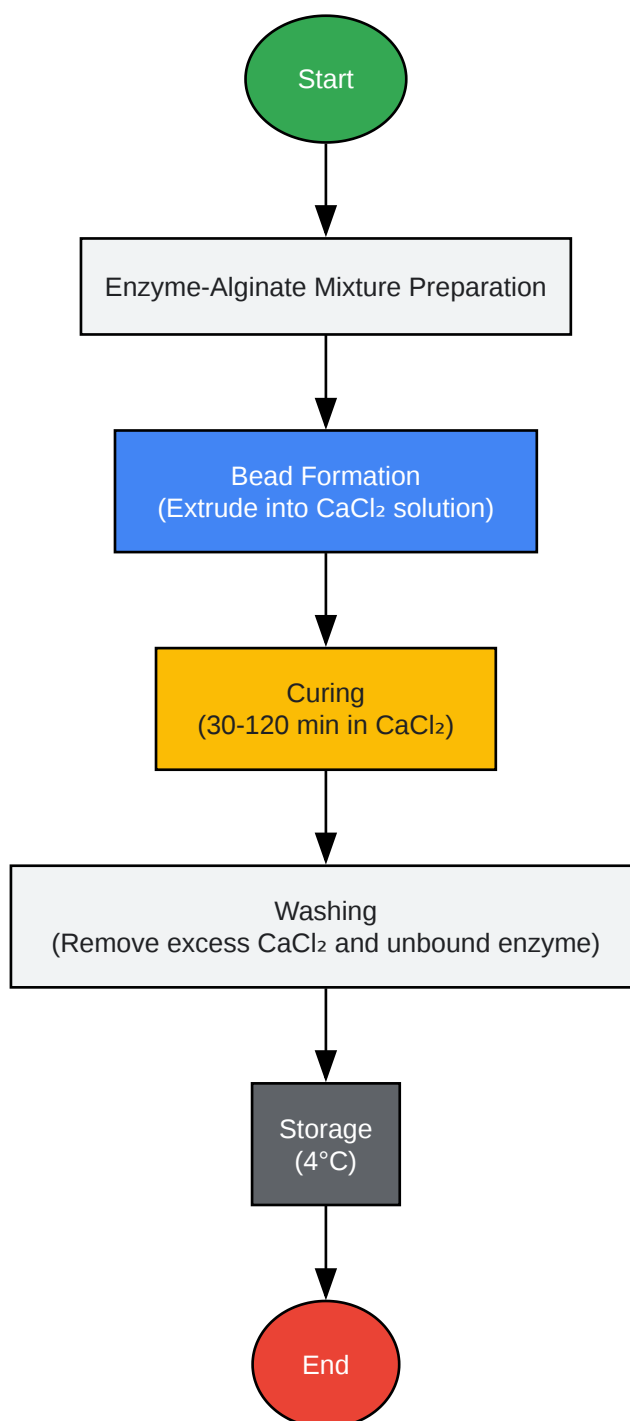 Start
Enzyme-Alginate Mixture Preparation
Bead Formation
(Extrude into CaCl₂ solution)
Curing
(30-120 min in CaCl₂)
Washing
(Remove excess CaCl₂ and unbound enzyme)
Storage
(4°C)
End